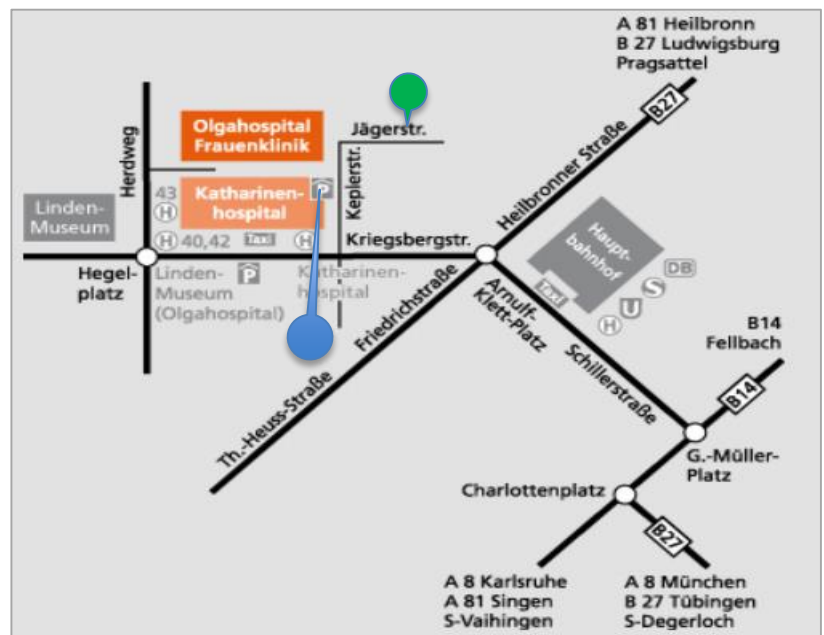 A 81 Heilbronn
B 27 Ludwigsburg
Pragsattel
B27
Heilbronner Straße
Herdweg
Olgahospital
Frauenklinik
Jägerstr.
Keplerstr.
P
43
H
Katharinen-
hospital
Linden-
Museum
H 40,42 Taxi H
Kriegsbergstr.
Haupt-
bahnhof
Taxi
DB
S
U
H
Hegel-
platz
Linden-
Museum
(Olgahospital)
P
Katharinen-
hospital
Friedrichstraße
Th.-Heuss-Straße
Arnulf-
Klett-Platz
Schillerstraße
B14
Fellbach
B14
G.-Müller-
Platz
Charlottenplatz
B27
A 8 Karlsruhe
A 81 Singen
S-Vaihingen
A 8 München
B 27 Tübingen
S-Degerloch